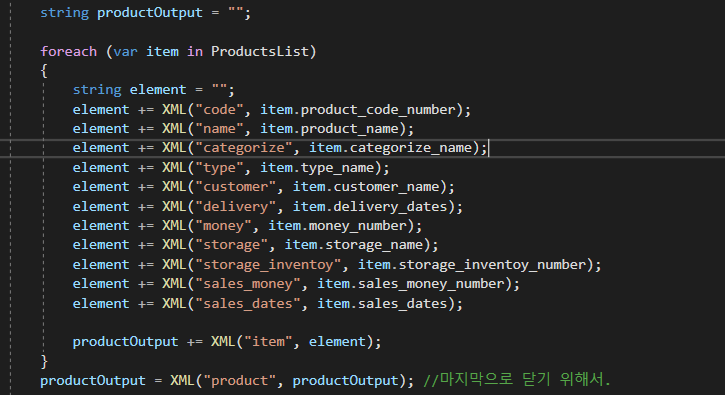 string productOutput = "";
foreach (var item in ProductsList)
{
string element = "";
element += XML("code", item.product_code_number);
element += XML("name", item.product_name);
element += XML("categorize", item.categorize_name);
element += XML("type", item.type_name);
element += XML("customer", item.customer_name);
element += XML("delivery", item.delivery_dates);
element += XML("money", item.money_number);
element += XML("storage", item.storage_name);
element += XML("storage_inventoy", item.storage_inventoy_number);
element += XML("sales_money", item.sales_money_number);
element += XML("sales_dates", item.sales_dates);
productOutput += XML("item", element);
}
productOutput = XML("product", productOutput); //마지막으로 닫기 위해서.